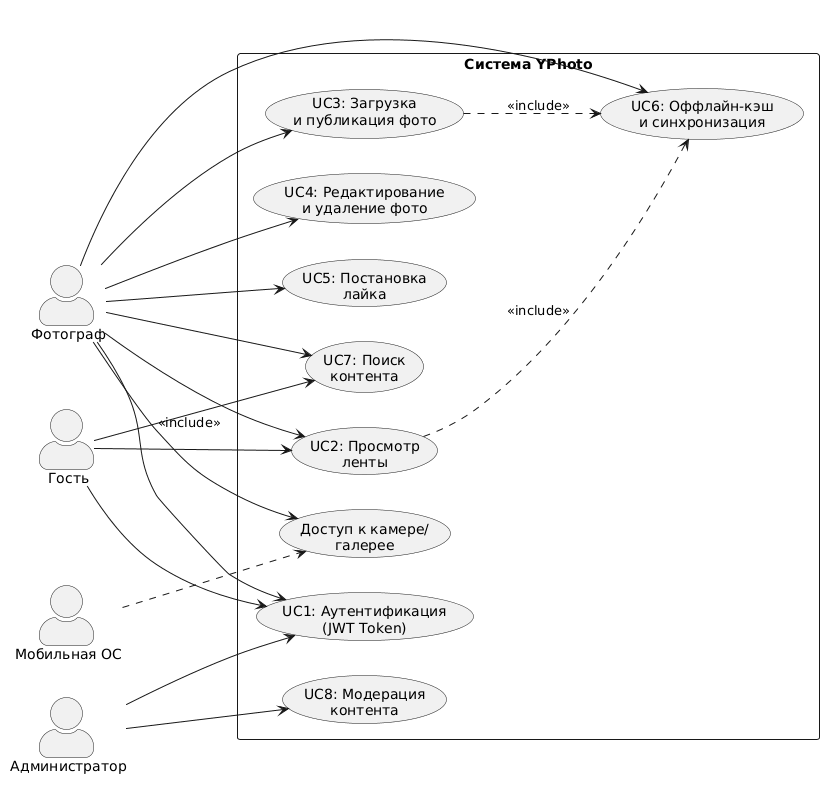 Система YPhoto
UC3: Загрузка
и публикация фото
«include»
UC6: Оффлайн-кэш
и синхронизация
UC4: Редактирование
и удаление фото
UC5: Постановка
лайка
«include»
Фотограф
UC7: Поиск
контента
«include»
UC2: Просмотр
ленты
Гость
Доступ к камере/
галерее
UC1: Аутентификация
(JWT Token)
Мобильная ОС
UC8: Модерация
контента
Администратор